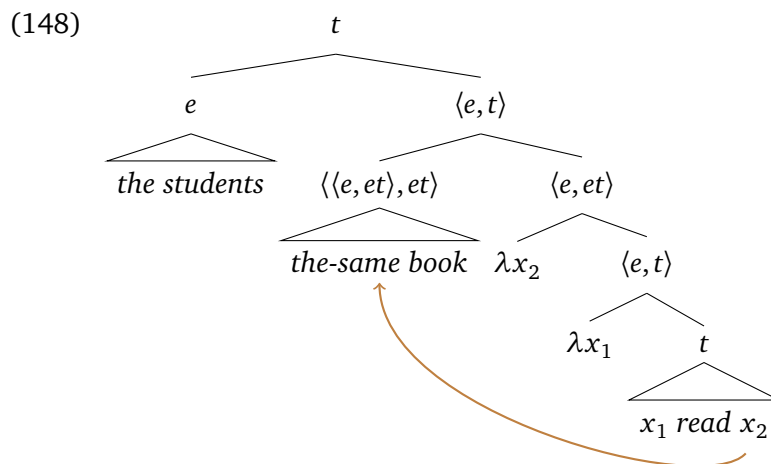 (148)
t
e ⟨e, t⟩
the students ⟨⟨e, et⟩, et⟩ ⟨e, et⟩
the-same book λx₂ ⟨e, t⟩
λx₁ t
x₁ read x₂